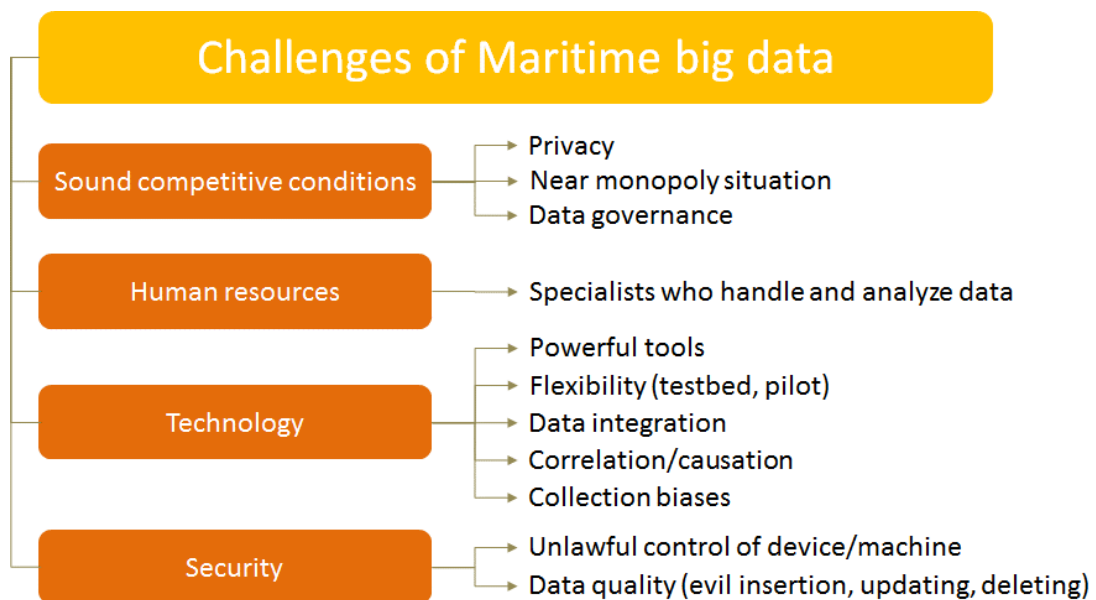 Challenges of Maritime big data
Sound competitive conditions
Privacy
Near monopoly situation
Data governance
Human resources
Specialists who handle and analyze data
Technology
Powerful tools
Flexibility (testbed, pilot)
Data integration
Correlation/causation
Collection biases
Security
Unlawful control of device/machine
Data quality (evil insertion, updating, deleting)